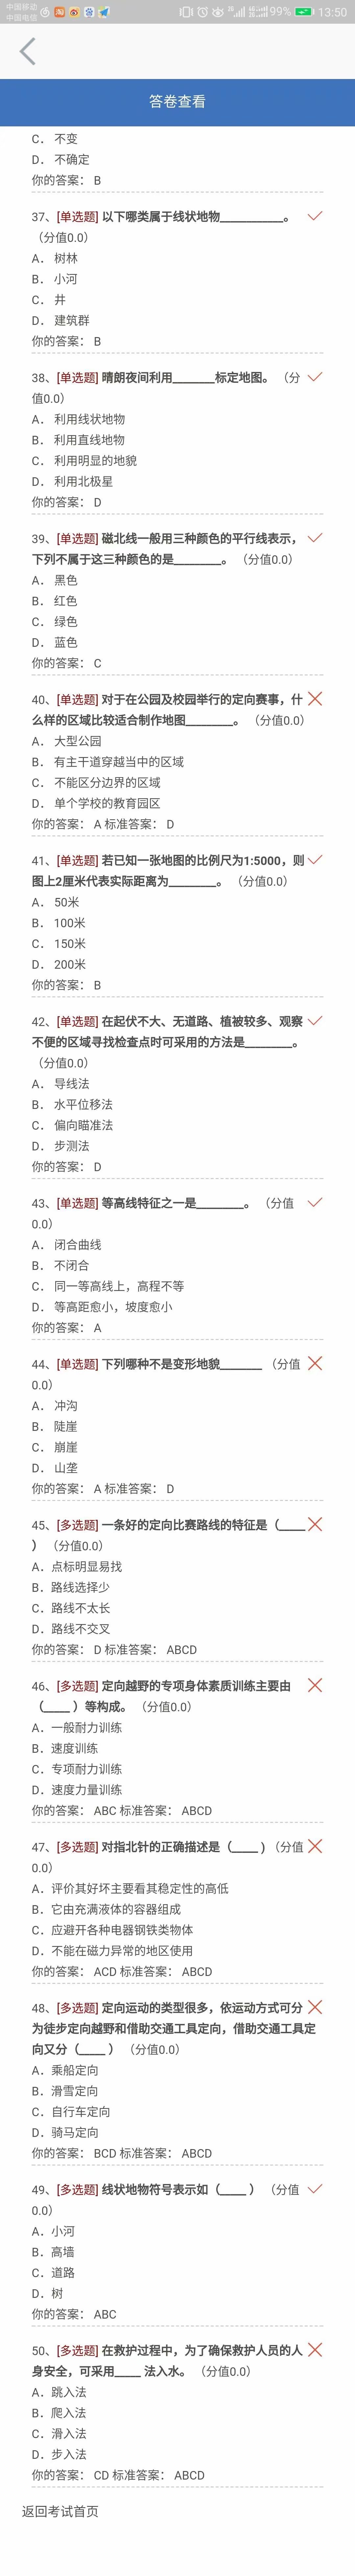 中国移动
中国电信
99% 13:50
答卷查看
C. 不变
D. 不确定
你的答案： B
37、[单选题] 以下哪类属于线状地物____________。
（分值0.0）
A. 树林
B. 小河
C. 井
D. 建筑群
你的答案： B
38、[单选题] 晴朗夜间利用________标定地图。 （分
值0.0）
A. 利用线状地物
B. 利用直线地物
C. 利用明显的地貌
D. 利用北极星
你的答案： D
39、[单选题] 磁北线一般用三种颜色的平行线表示，
下列不属于这三种颜色的是_________。 （分值0.0）
A. 黑色
B. 红色
C. 绿色
D. 蓝色
你的答案： C
40、[单选题] 对于在公园及校园举行的定向赛事，什
么样的区域比较适合制作地图_________。 （分值0.0）
A. 大型公园
B. 有主干道穿越当中的区域
C. 不能区分边界的区域
D. 单个学校的教育园区
你的答案： A 标准答案： D
41、[单选题] 若已知一张地图的比例尺为1:5000，则
图上2厘米代表实际距离为_________。 （分值0.0）
A. 50米
B. 100米
C. 150米
D. 200米
你的答案： B
42、[单选题] 在起伏不大、无道路、植被较多、观察
不便的区域寻找检查点时可采用的方法是_________。
（分值0.0）
A. 导线法
B. 水平位移法
C. 偏向瞄准法
D. 步测法
你的答案： D
43、[单选题] 等高线特征之一是_________。 （分值
0.0）
A. 闭合曲线
B. 不闭合
C. 同一等高线上，高程不等
D. 等高距愈小，坡度愈小
你的答案： A
44、[单选题] 下列哪种不是变形地貌________ （分值
0.0）
A. 冲沟
B. 陡崖
C. 崩崖
D. 山垄
你的答案： A 标准答案： D
45、[多选题] 一条好的定向比赛路线的特征是（_____
） （分值0.0）
A. 点标明显易找
B. 路线选择少
C. 路线不太长
D. 路线不交叉
你的答案： D 标准答案： ABCD
46、[多选题] 定向越野的专项身体素质训练主要由
（_____ ）等构成。 （分值0.0）
A. 一般耐力训练
B. 速度训练
C. 专项耐力训练
D. 速度力量训练
你的答案： ABC 标准答案： ABCD
47、[多选题] 对指北针的正确描述是（_____ ）（分值
0.0）
A. 评价其好坏主要看其稳定性的高低
B. 它由充满液体的容器组成
C. 应避开各种电器钢铁类物体
D. 不能在磁力异常的地区使用
你的答案： ACD 标准答案： ABCD
48、[多选题] 定向运动的类型很多，依运动方式可分
为徒步定向越野和借助交通工具定向，借助交通工具定
向又分（_____ ） （分值0.0）
A. 乘船定向
B. 滑雪定向
C. 自行车定向
D. 骑马定向
你的答案： BCD 标准答案： ABCD
49、[多选题] 线状地物符号表示如（_____ ） （分值
0.0）
A. 小河
B. 高墙
C. 道路
D. 树
你的答案： ABC
50、[多选题] 在救护过程中，为了确保救护人员的人
身安全，可采用_____ 法入水。 （分值0.0）
A. 跳入法
B. 爬入法
C. 滑入法
D. 步入法
你的答案： CD 标准答案： ABCD
返回考试首页